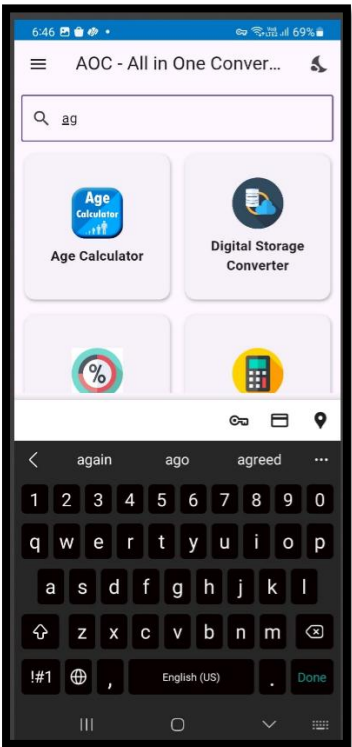 6:46 69%
AOC - All in One Conver...
ag
Age
Calculator
Age Calculator
Digital Storage
Converter
%
again ago agreed
1 2 3 4 5 6 7 8 9 0
q w e r t y u i o p
a s d f g h j k l
z x c v b n m
!#1 , English (US) . Done